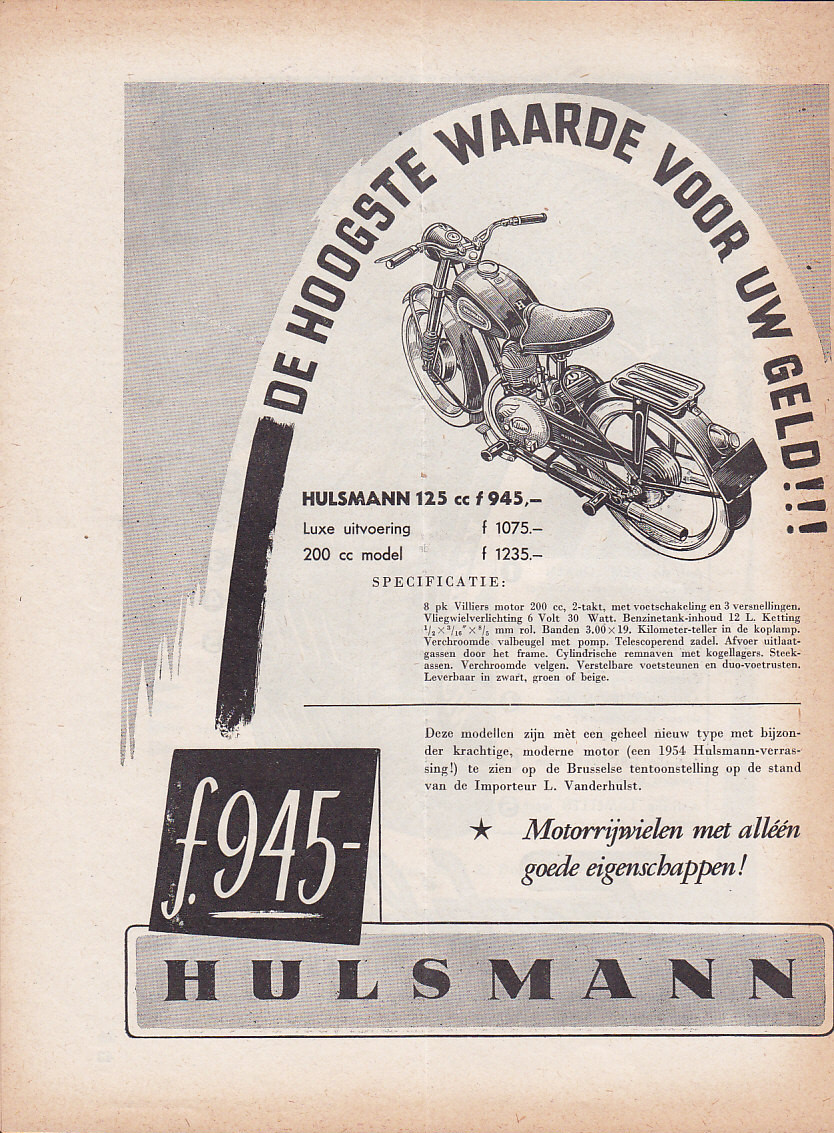 DE HOOGSTE WAARDE VOOR UW GELD!!!
HULSMANN 125 cc f 945,–
Luxe uitvoering f 1075.–
200 cc model f 1235.–
SPECIFICATIE:
8 pk Villiers motor 200 cc, 2-takt, met voetschakeling en 3 versnellingen.
Vliegwielverlichting 6 Volt 30 Watt. Benzinetank-inhoud 12 L. Ketting
mm rol. Banden 3.00×19. Kilometer-teller in de koplamp.
Verchroomde valbeugel met pomp. Telescoperend zadel. Afvoer uitlaat-
gassen door het frame. Cylindrische remnaven met kogellagers. Steek-
assen. Verchroomde velgen. Verstelbare voetsteunen en duo-voetrusten.
Leverbaar in zwart, groen of beige.
Deze modellen zijn mèt een geheel nieuw type met bijzon-
der krachtige, moderne motor (een 1954 Hulsmann-verras-
sing!) te zien op de Brusselse tentoonstelling op de stand
van de Importeur L. Vanderhulst.
★ Motorrijwielen met alléén
goede eigenschappen!
f. 945-
HULSMANN